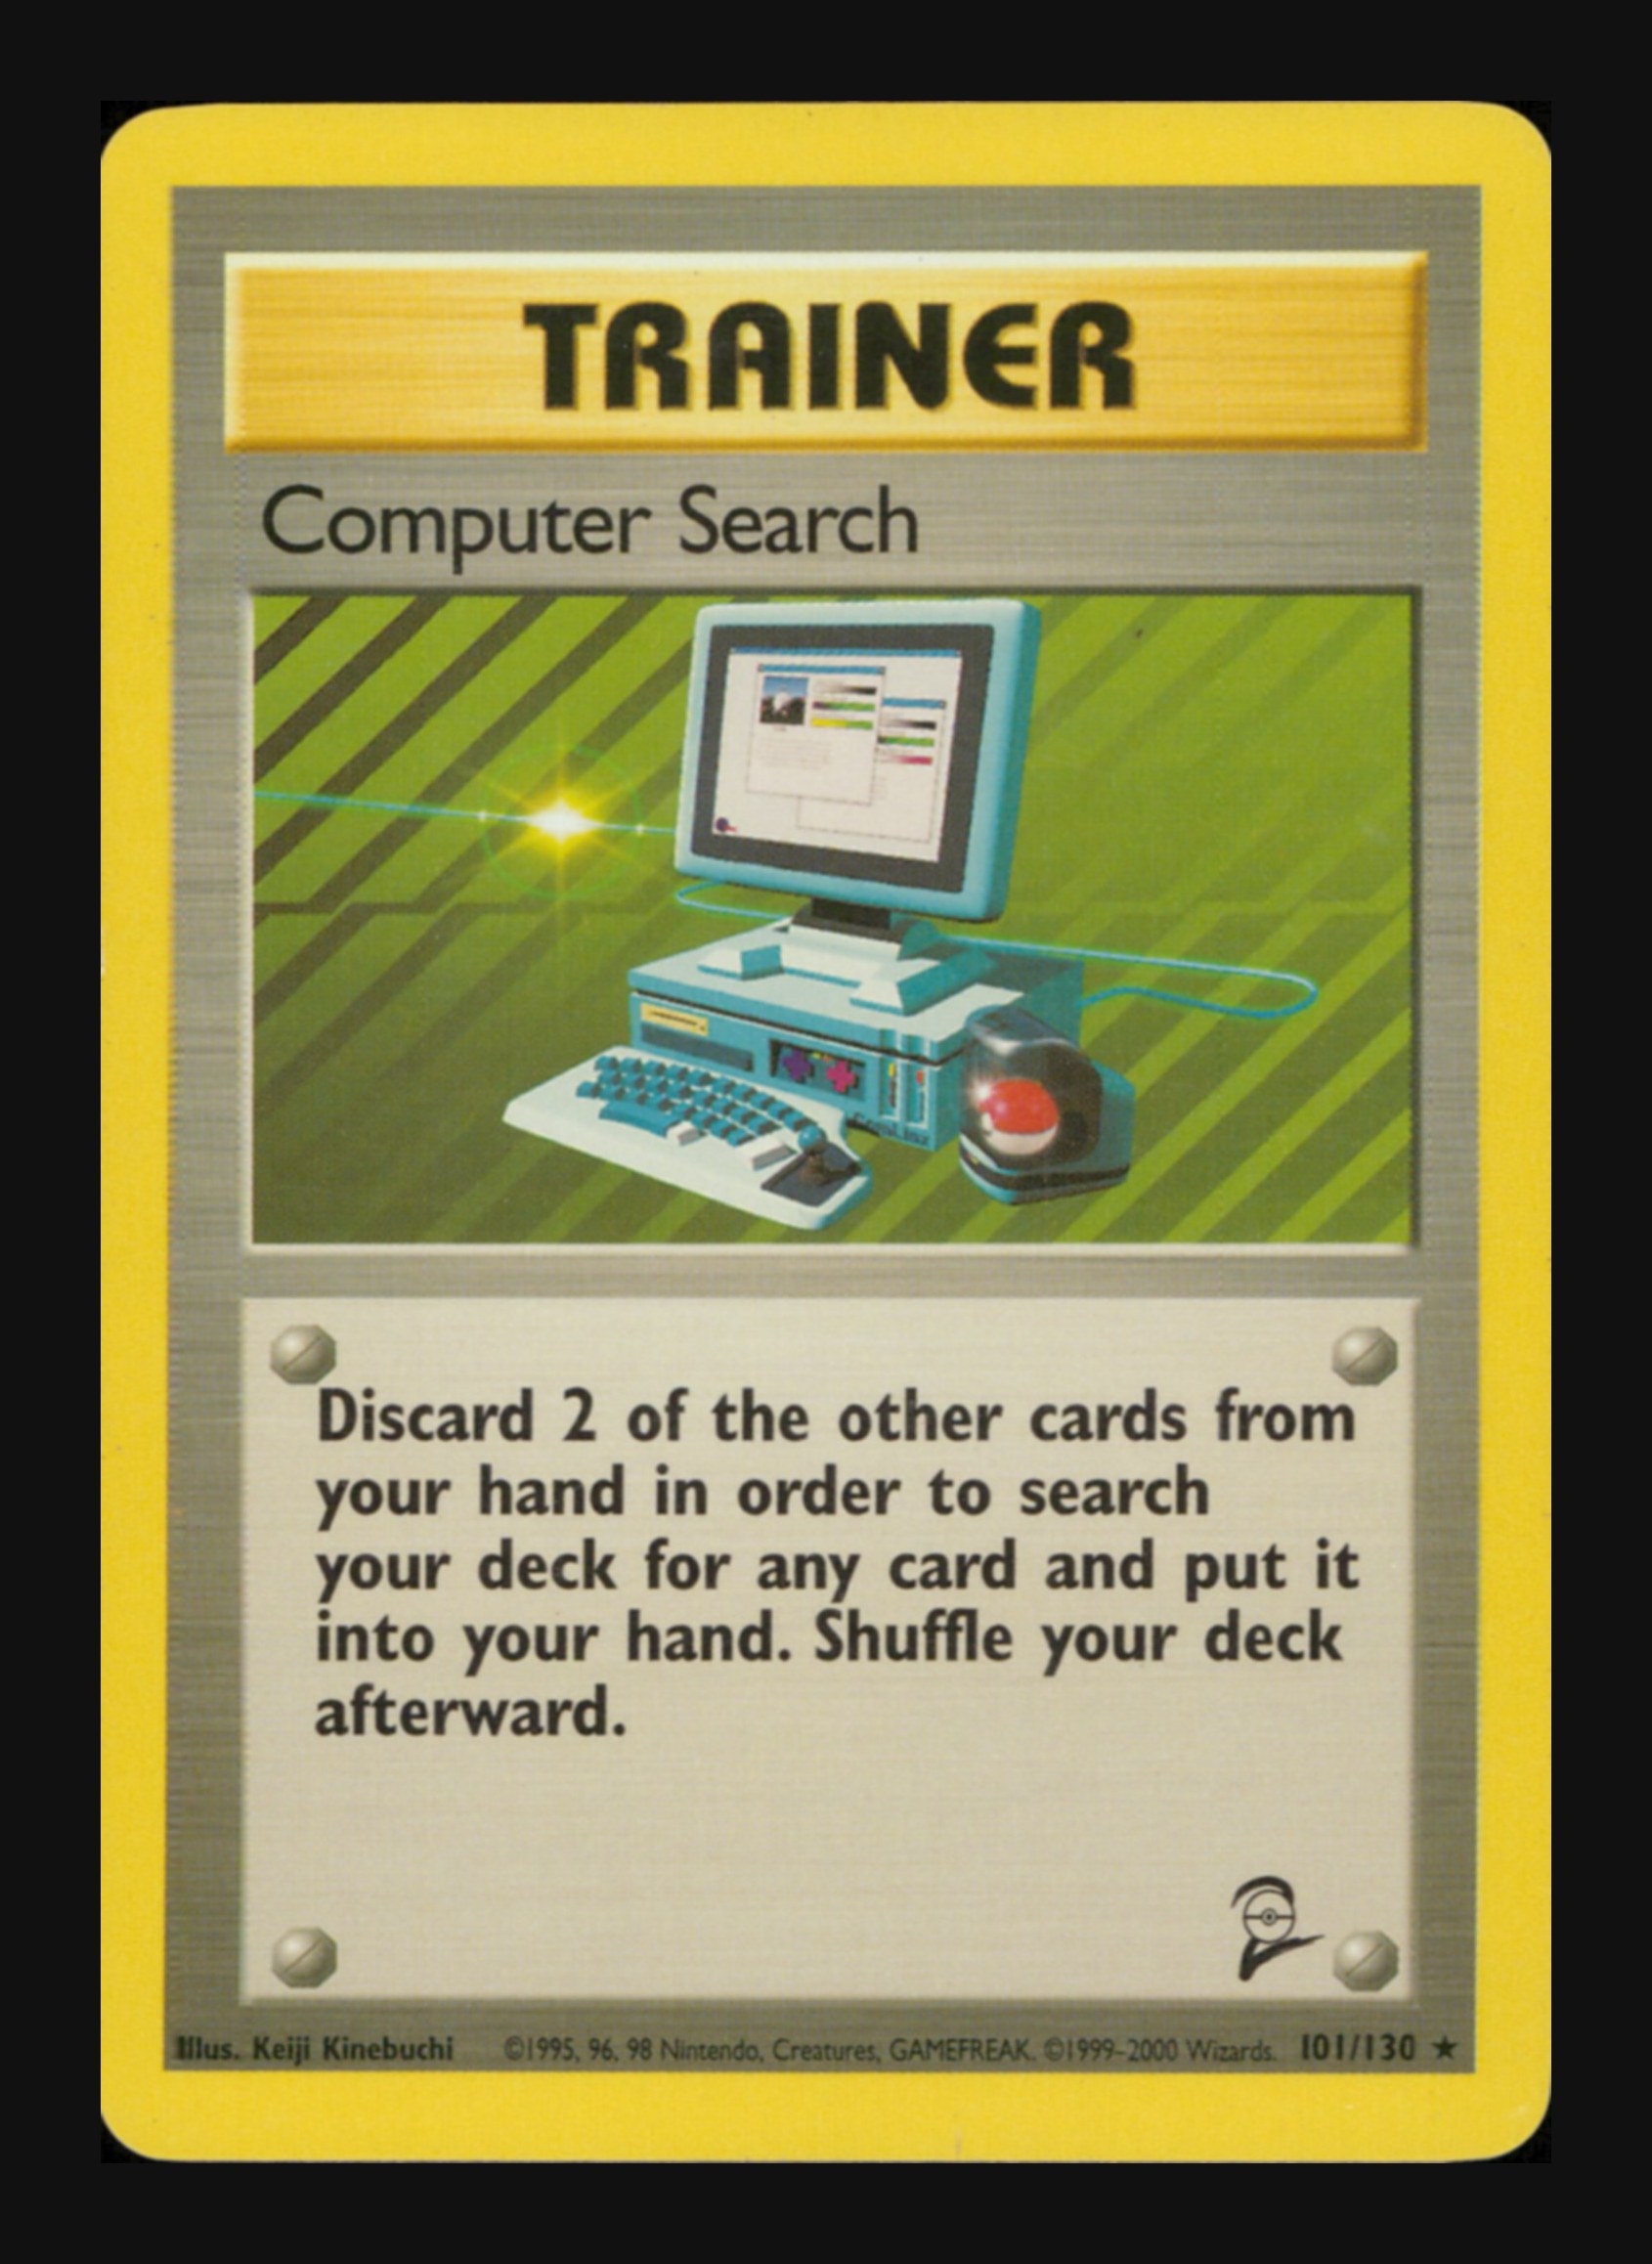 TRAINER
Computer Search
Discard 2 of the other cards from
your hand in order to search
your deck for any card and put it
into your hand. Shuffle your deck
afterward.
Illus. Keiji Kinebuchi ©1995, 96, 98 Nintendo, Creatures, GAMEFREAK. ©1999-2000 Wizards. 101/130 ★